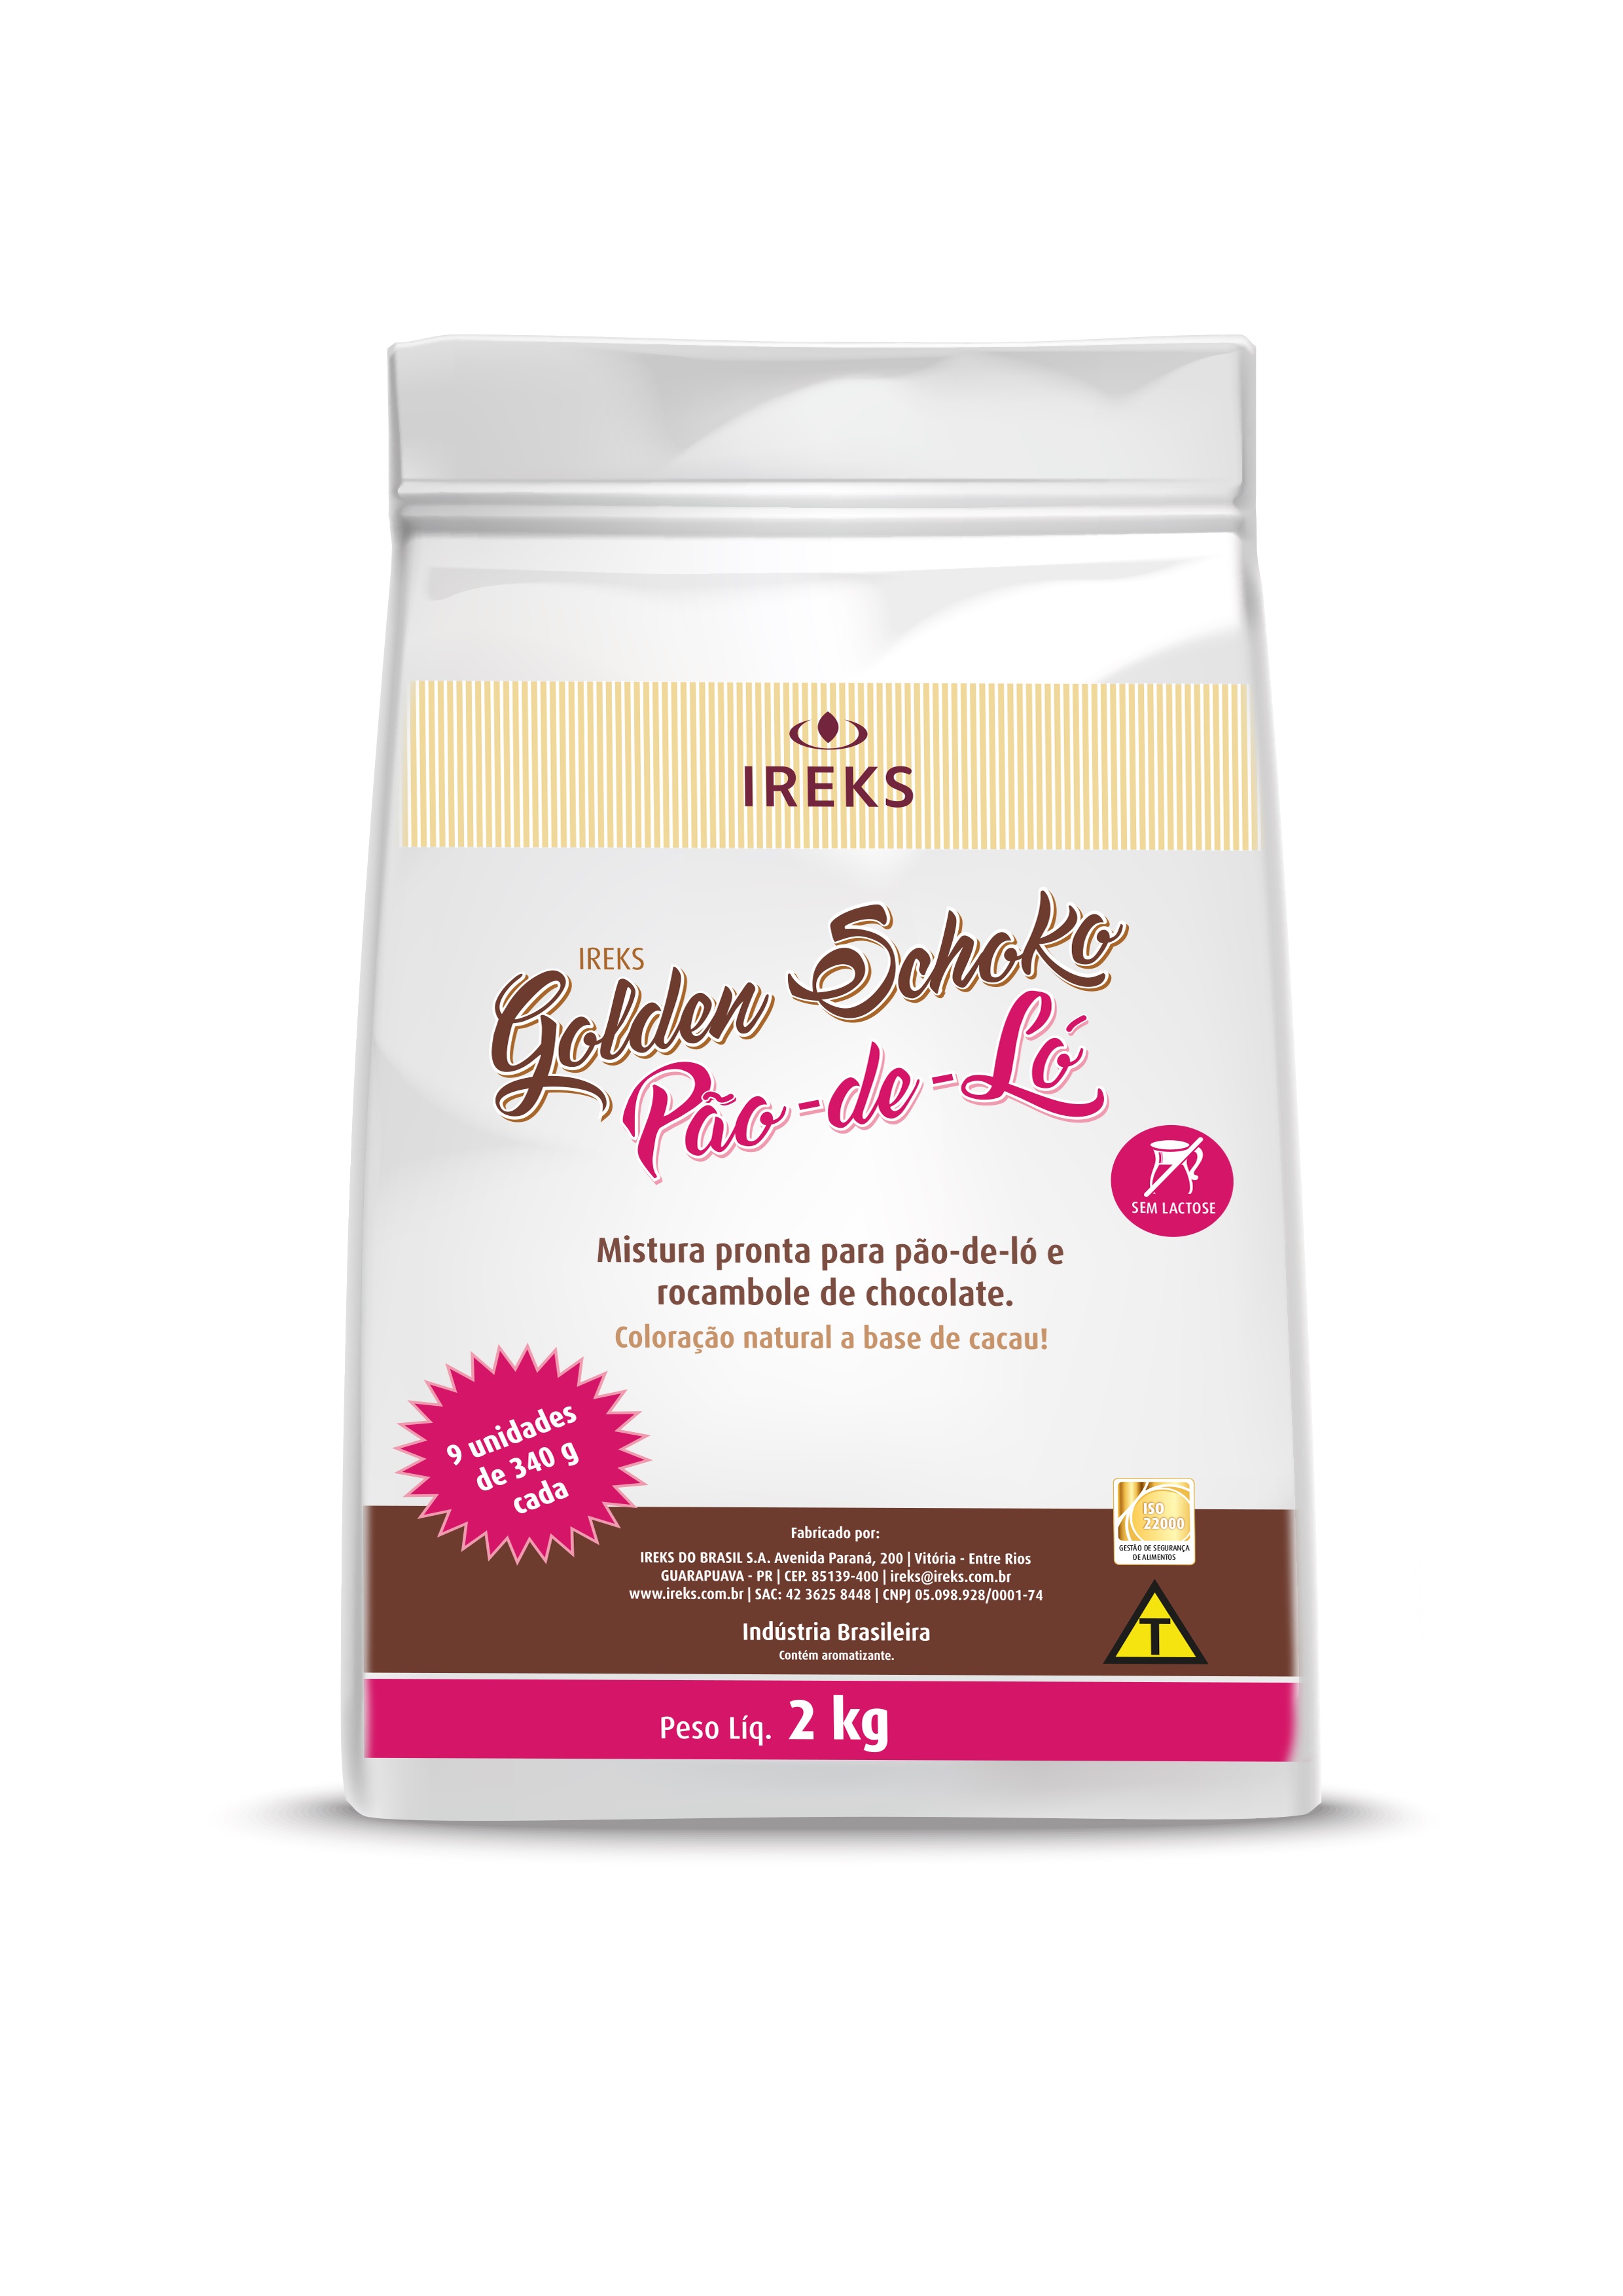 IREKS
IREKS
Golden Schoko
Pão-de-Ló
SEM LACTOSE
Mistura pronta para pão-de-ló e
rocambole de chocolate.
Coloração natural a base de cacau!
9 unidades
de 340 g
cada
ISO
22000
GESTÃO DE SEGURANÇA
DE ALIMENTOS
Fabricado por:
IREKS DO BRASIL S.A. Avenida Paraná, 200 | Vitória - Entre Rios
GUARAPUAVA - PR | CEP. 85139-400 | ireks@ireks.com.br
www.ireks.com.br | SAC: 42 3625 8448 | CNPJ 05.098.928/0001-74
Indústria Brasileira
Contém aromatizante.
T
Peso Líq. 2 kg